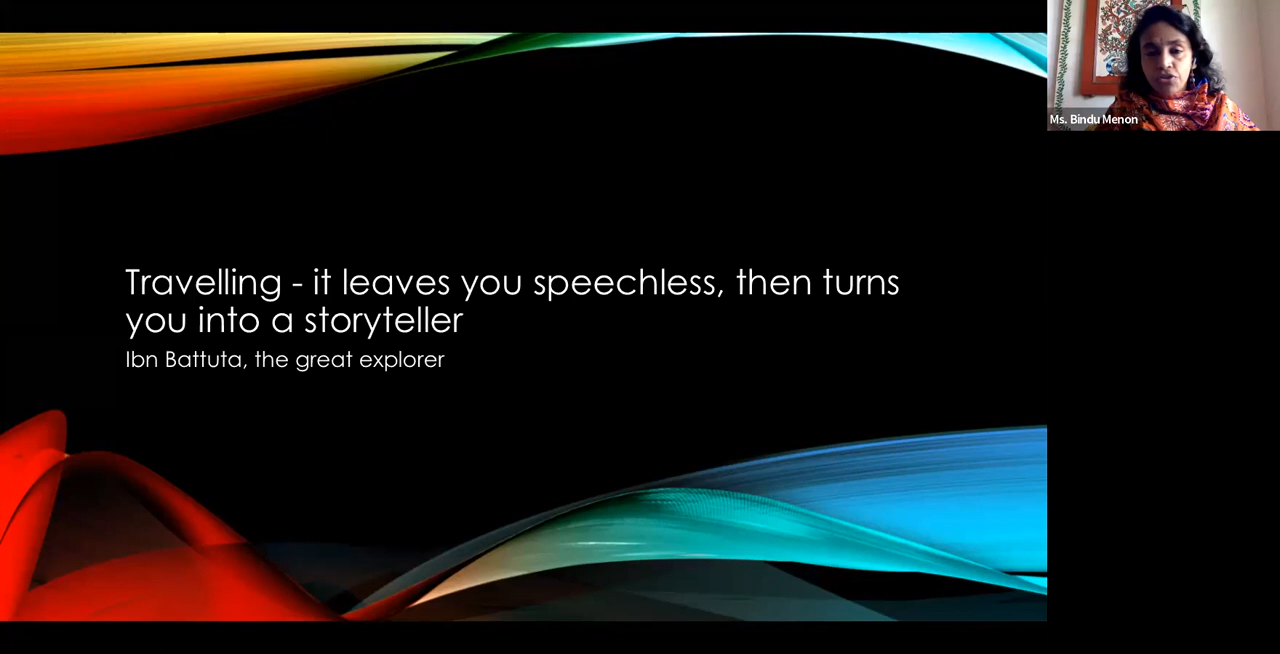 Ms. Bindu Menon
Travelling - it leaves you speechless, then turns
you into a storyteller
Ibn Battuta, the great explorer